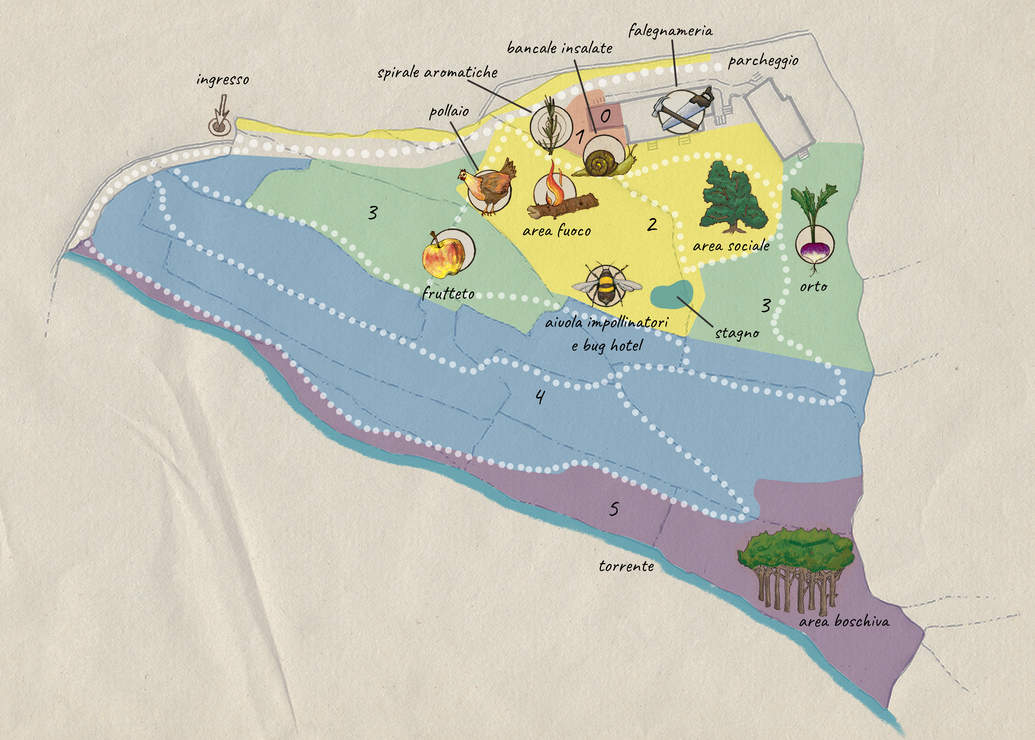 falegnameria
bancale insalate
parcheggio
spirale aromatiche
ingresso
pollaio
0
1
3
2
area fuoco
area sociale
orto
frutteto
3
aiuola impollinatori
e bug hotel
stagno
4
5
torrente
area boschiva